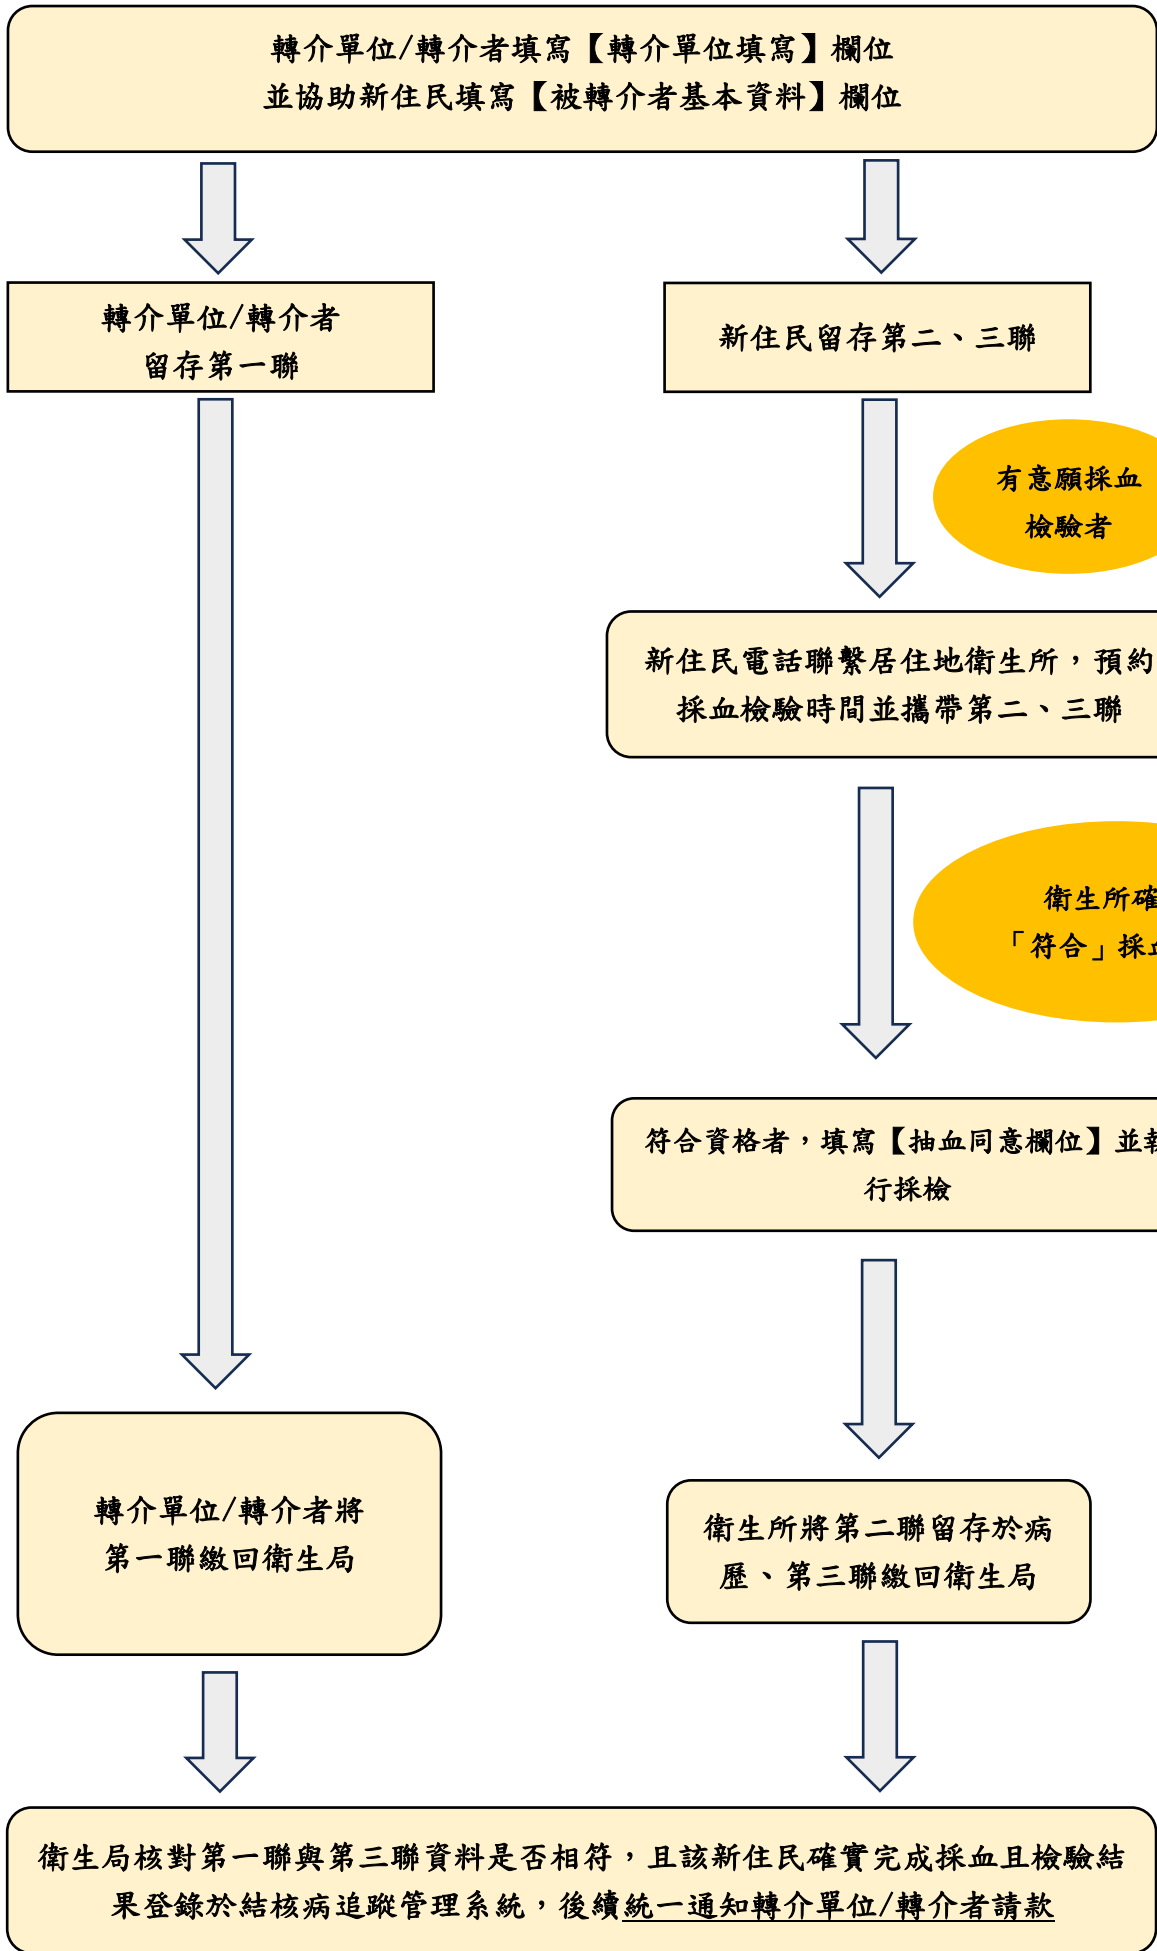 轉介單位/轉介者填寫【轉介單位填寫】欄位
並協助新住民填寫【被轉介者基本資料】欄位
轉介單位/轉介者
留存第一聯
新住民留存第二、三聯
有意願採血
檢驗者
新住民電話聯繫居住地衛生所，預約
採血檢驗時間並攜帶第二、三聯
衛生所確
「符合」採血
符合資格者，填寫【抽血同意欄位】並執
行採檢
轉介單位/轉介者將
第一聯繳回衛生局
衛生所將第二聯留存於病
歷、第三聯繳回衛生局
衛生局核對第一聯與第三聯資料是否相符，且該新住民確實完成採血且檢驗結
果登錄於結核病追蹤管理系統，後續統一通知轉介單位/轉介者請款